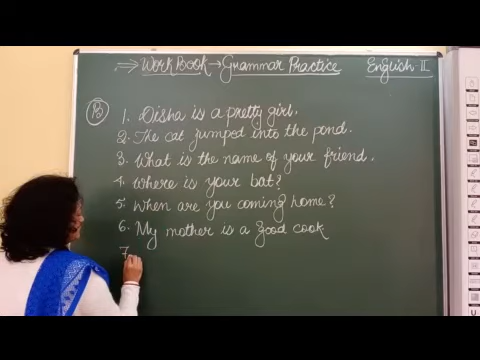 ⇒ Work Book → Grammar Practice English-II
B 1. Disha is a pretty girl.
2. The cat jumped into the pond.
3. What is the name of your friend.
4. Where is your bat?
5. When are you coming home?
6. My mother is a good cook
7.